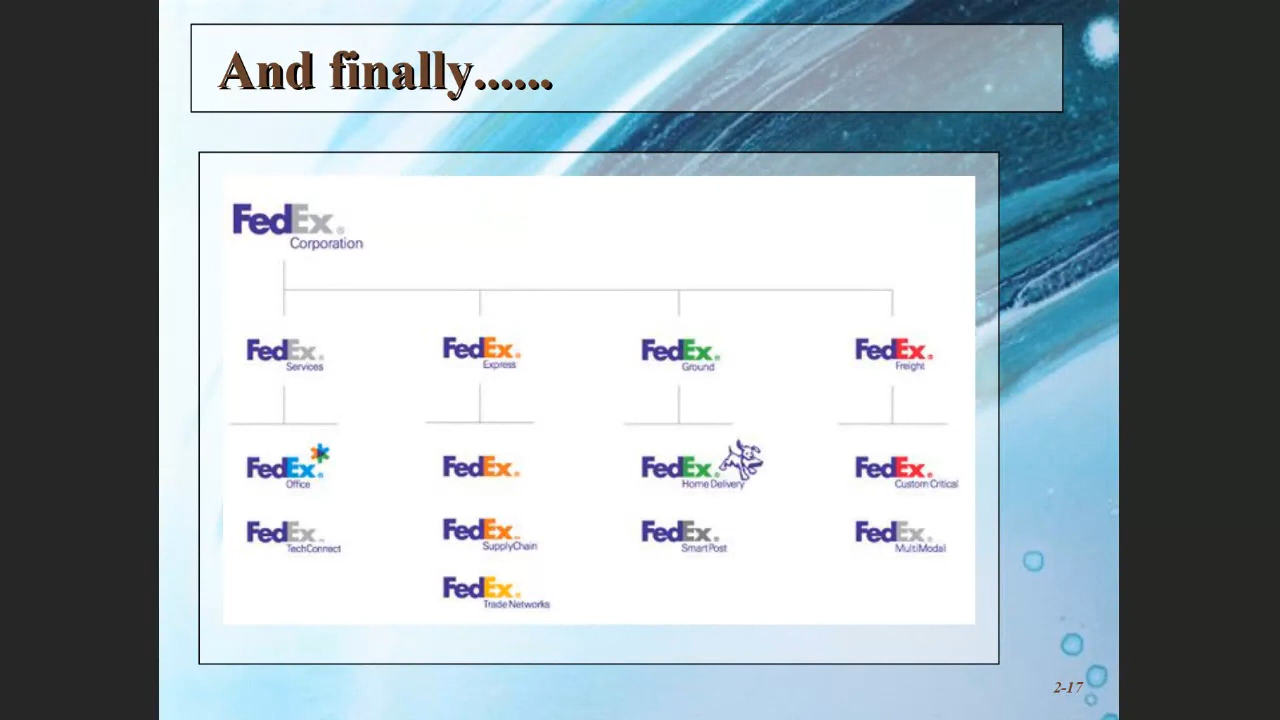 And finally......
FedEx®
Corporation
FedEx® FedEx® FedEx® FedEx®
Services Express Ground Freight
FedEx® FedEx® FedEx® FedEx®
Office Home Delivery Custom Critical
FedEx FedEx FedEx® FedEx®
TechConnect SupplyChain SmartPost MultiModal
FedEx
Trade Networks
2-17